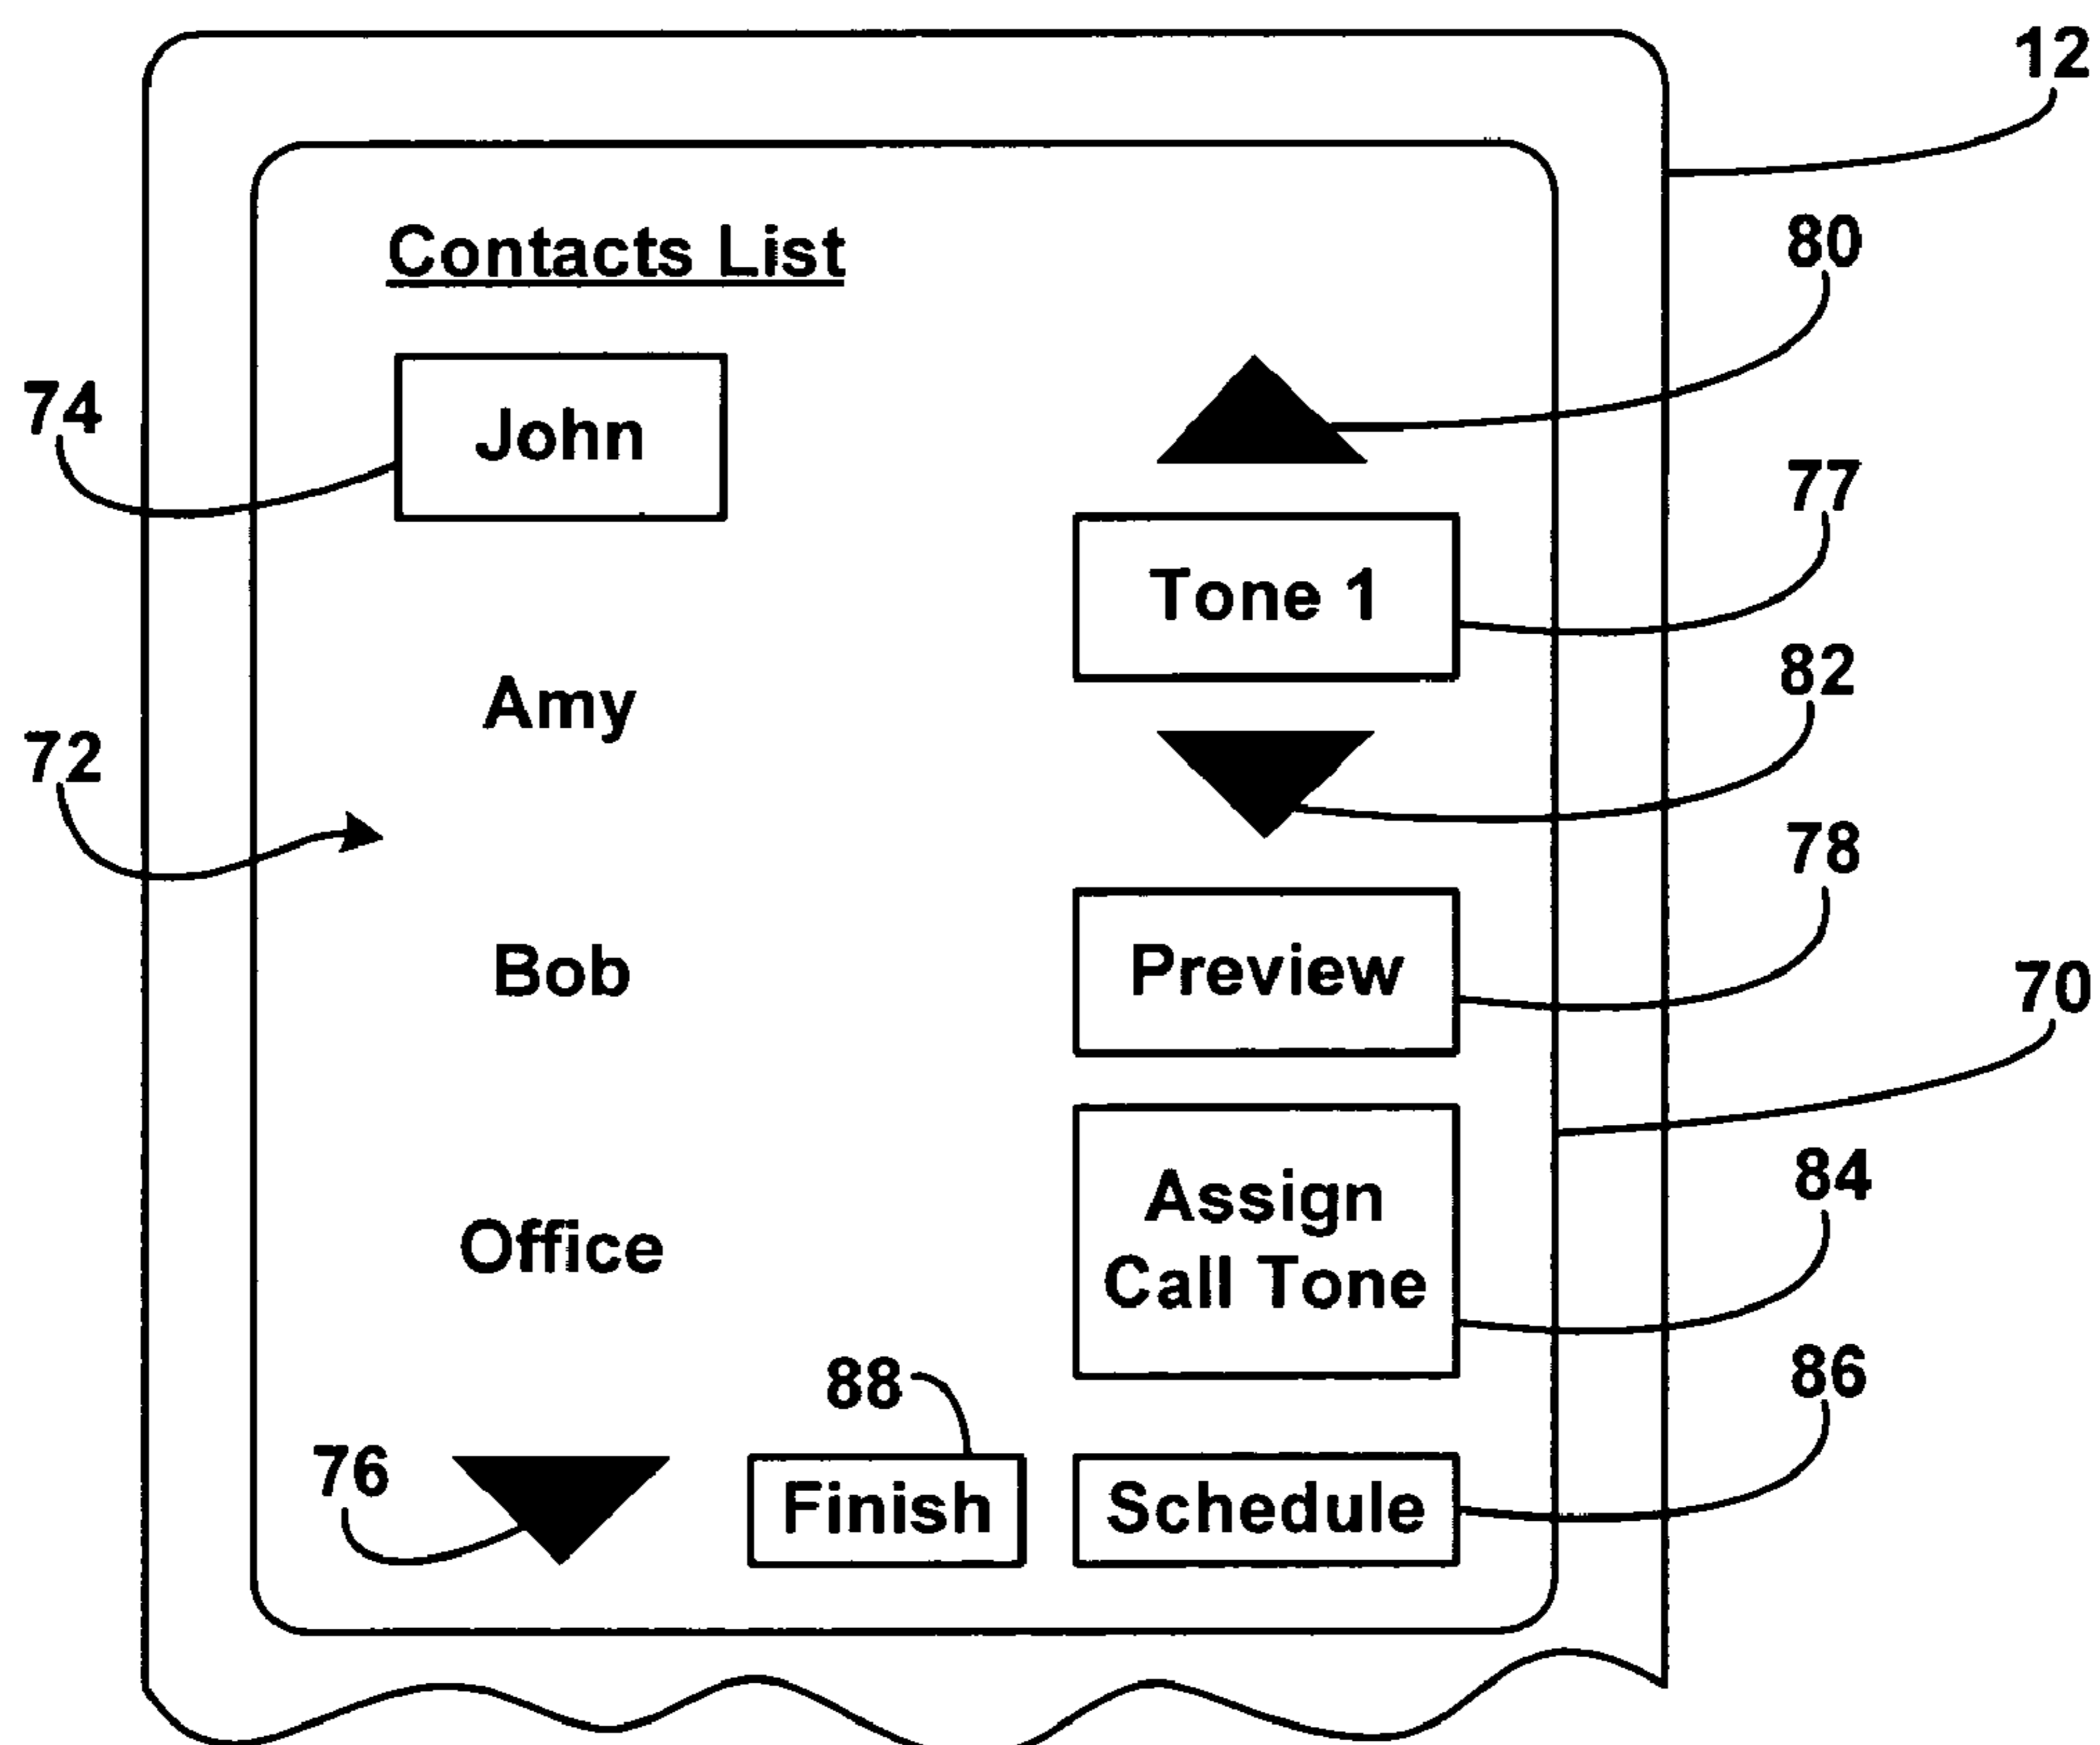 12
Contacts List
80
74
John
77
Tone 1
82
Amy
72
78
Bob
Preview
70
84
Assign
Call Tone
Office
86
88
76
Finish
Schedule